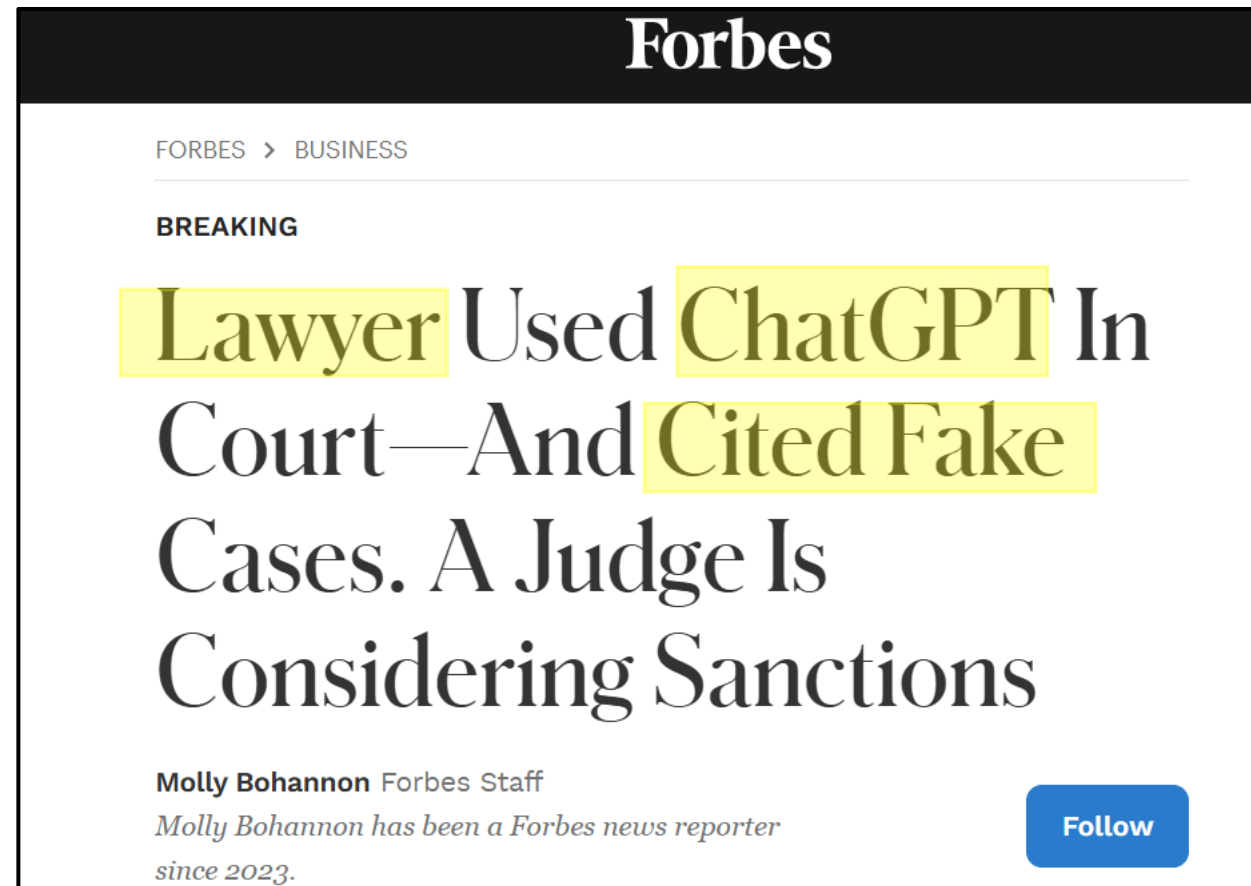 Forbes
FORBES > BUSINESS
BREAKING
Lawyer Used ChatGPT In
Court—And Cited Fake
Cases. A Judge Is
Considering Sanctions
Molly Bohannon Forbes Staff
Molly Bohannon has been a Forbes news reporter
since 2023.
Follow